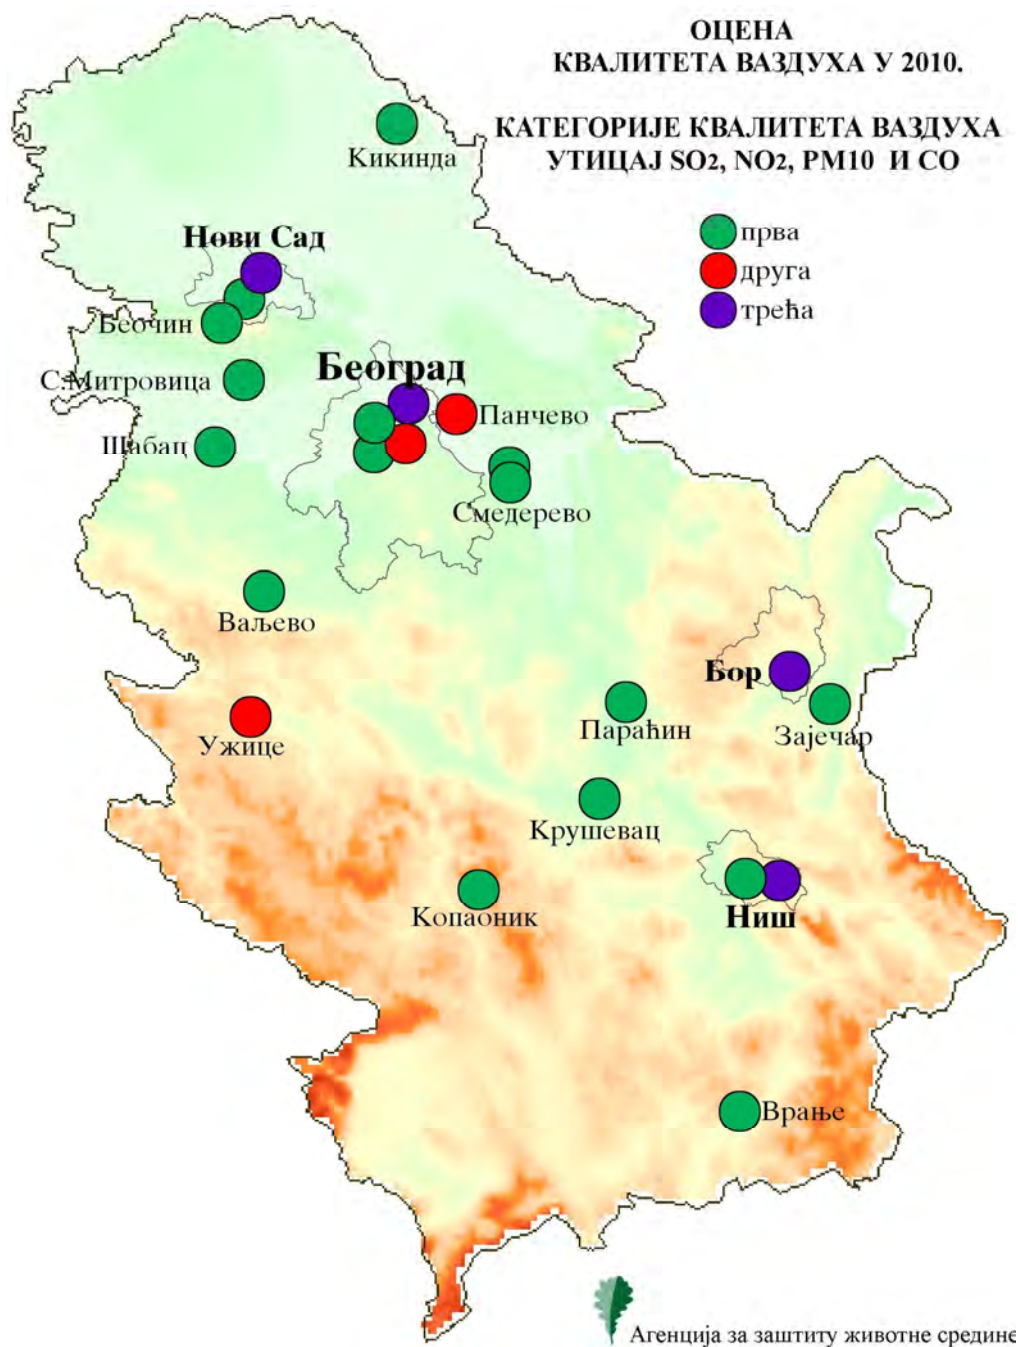 ОЦЕНА
КВАЛИТЕТА ВАЗДУХА У 2010.
КАТЕГОРИЈЕ КВАЛИТЕТА ВАЗДУХА
УТИЦАЈ SO2, NO2, PM10 И CO
прва
друга
трећа
Кикинда
Нови Сад
Беочин
С.Митровица
Београд
Панчево
Шабац
Смедерево
Ваљево
Бор
Параћин
Зајечар
Ужице
Крушевац
Копаоник
Ниш
Врање
Агенција за заштиту животне средине